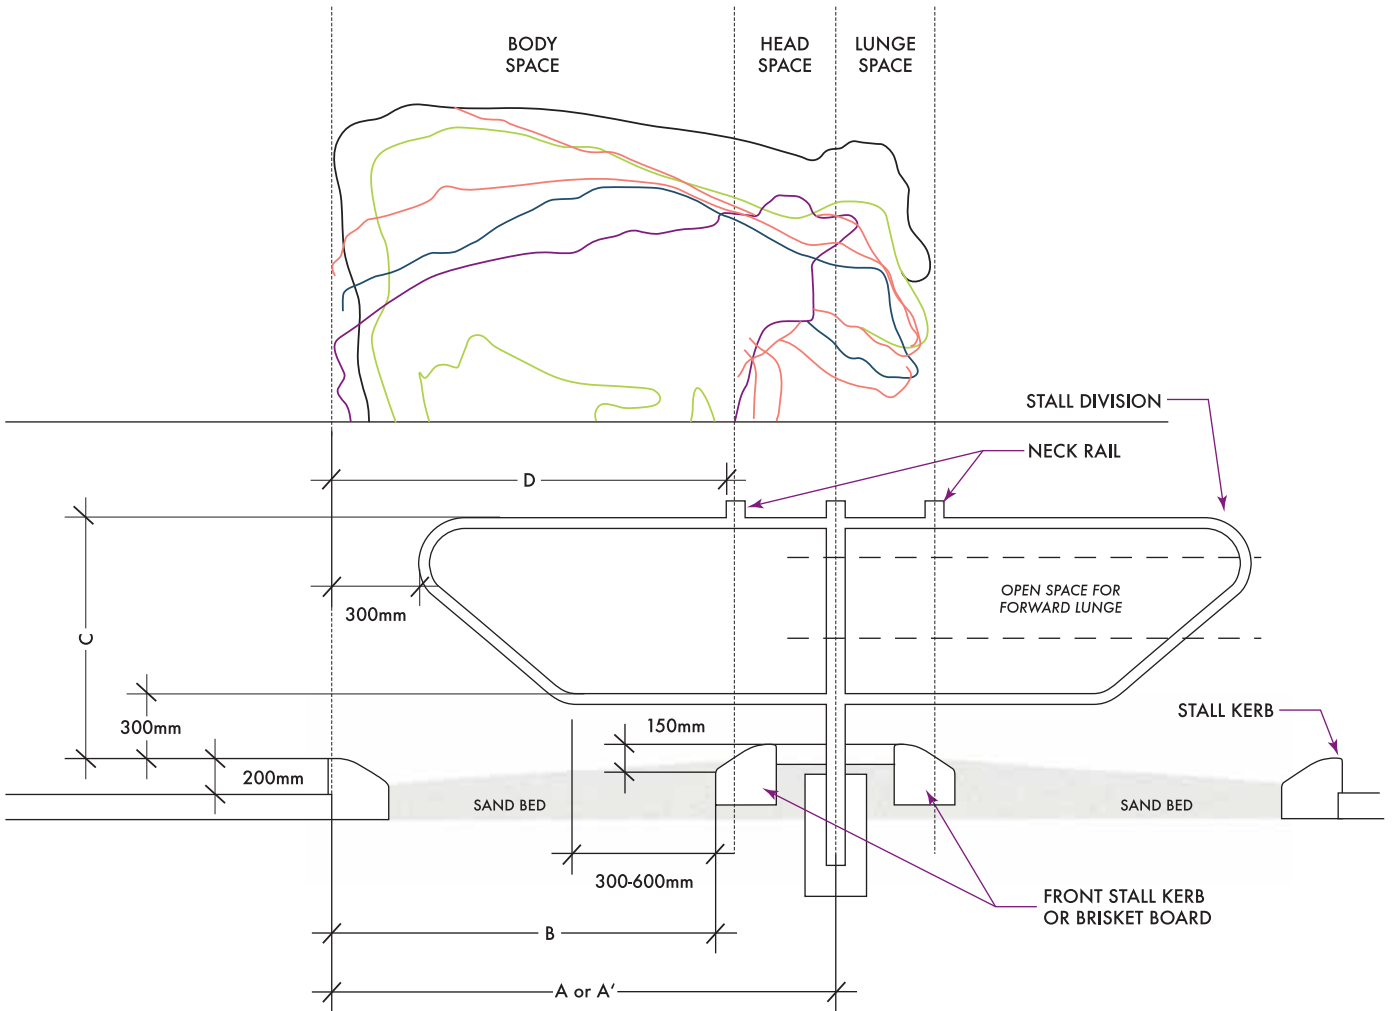 BODY
SPACE
HEAD
SPACE
LUNGE
SPACE
STALL DIVISION
NECK RAIL
D
OPEN SPACE FOR
FORWARD LUNGE
300mm
C
STALL KERB
300mm
150mm
200mm
SAND BED
SAND BED
300-600mm
FRONT STALL KERB
OR BRISKET BOARD
B
A or A'